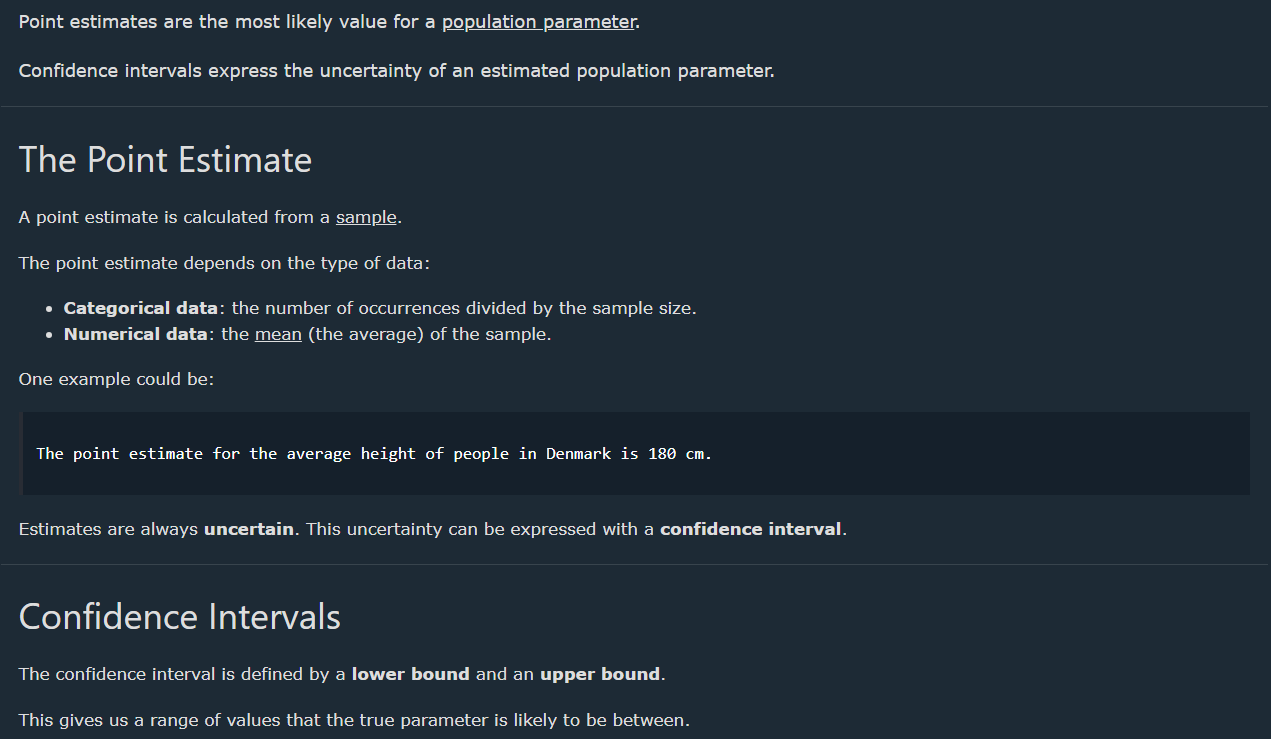 Point estimates are the most likely value for a population parameter.
Confidence intervals express the uncertainty of an estimated population parameter.
The Point Estimate
A point estimate is calculated from a sample.
The point estimate depends on the type of data:
• Categorical data: the number of occurrences divided by the sample size.
• Numerical data: the mean (the average) of the sample.
One example could be:
The point estimate for the average height of people in Denmark is 180 cm.
Estimates are always uncertain. This uncertainty can be expressed with a confidence interval.
Confidence Intervals
The confidence interval is defined by a lower bound and an upper bound.
This gives us a range of values that the true parameter is likely to be between.